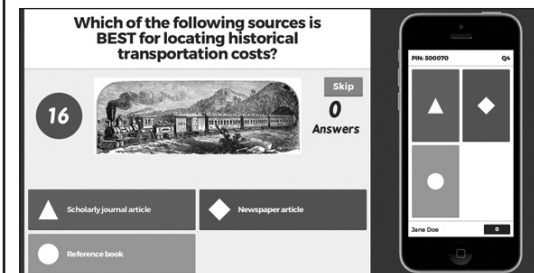 Which of the following sources is
BEST for locating historical
transportation costs?
16
Skip
0
Answers
Scholarly journal article
Newspaper article
Reference book
PIN: 500070
Q4
Jane Doe
0